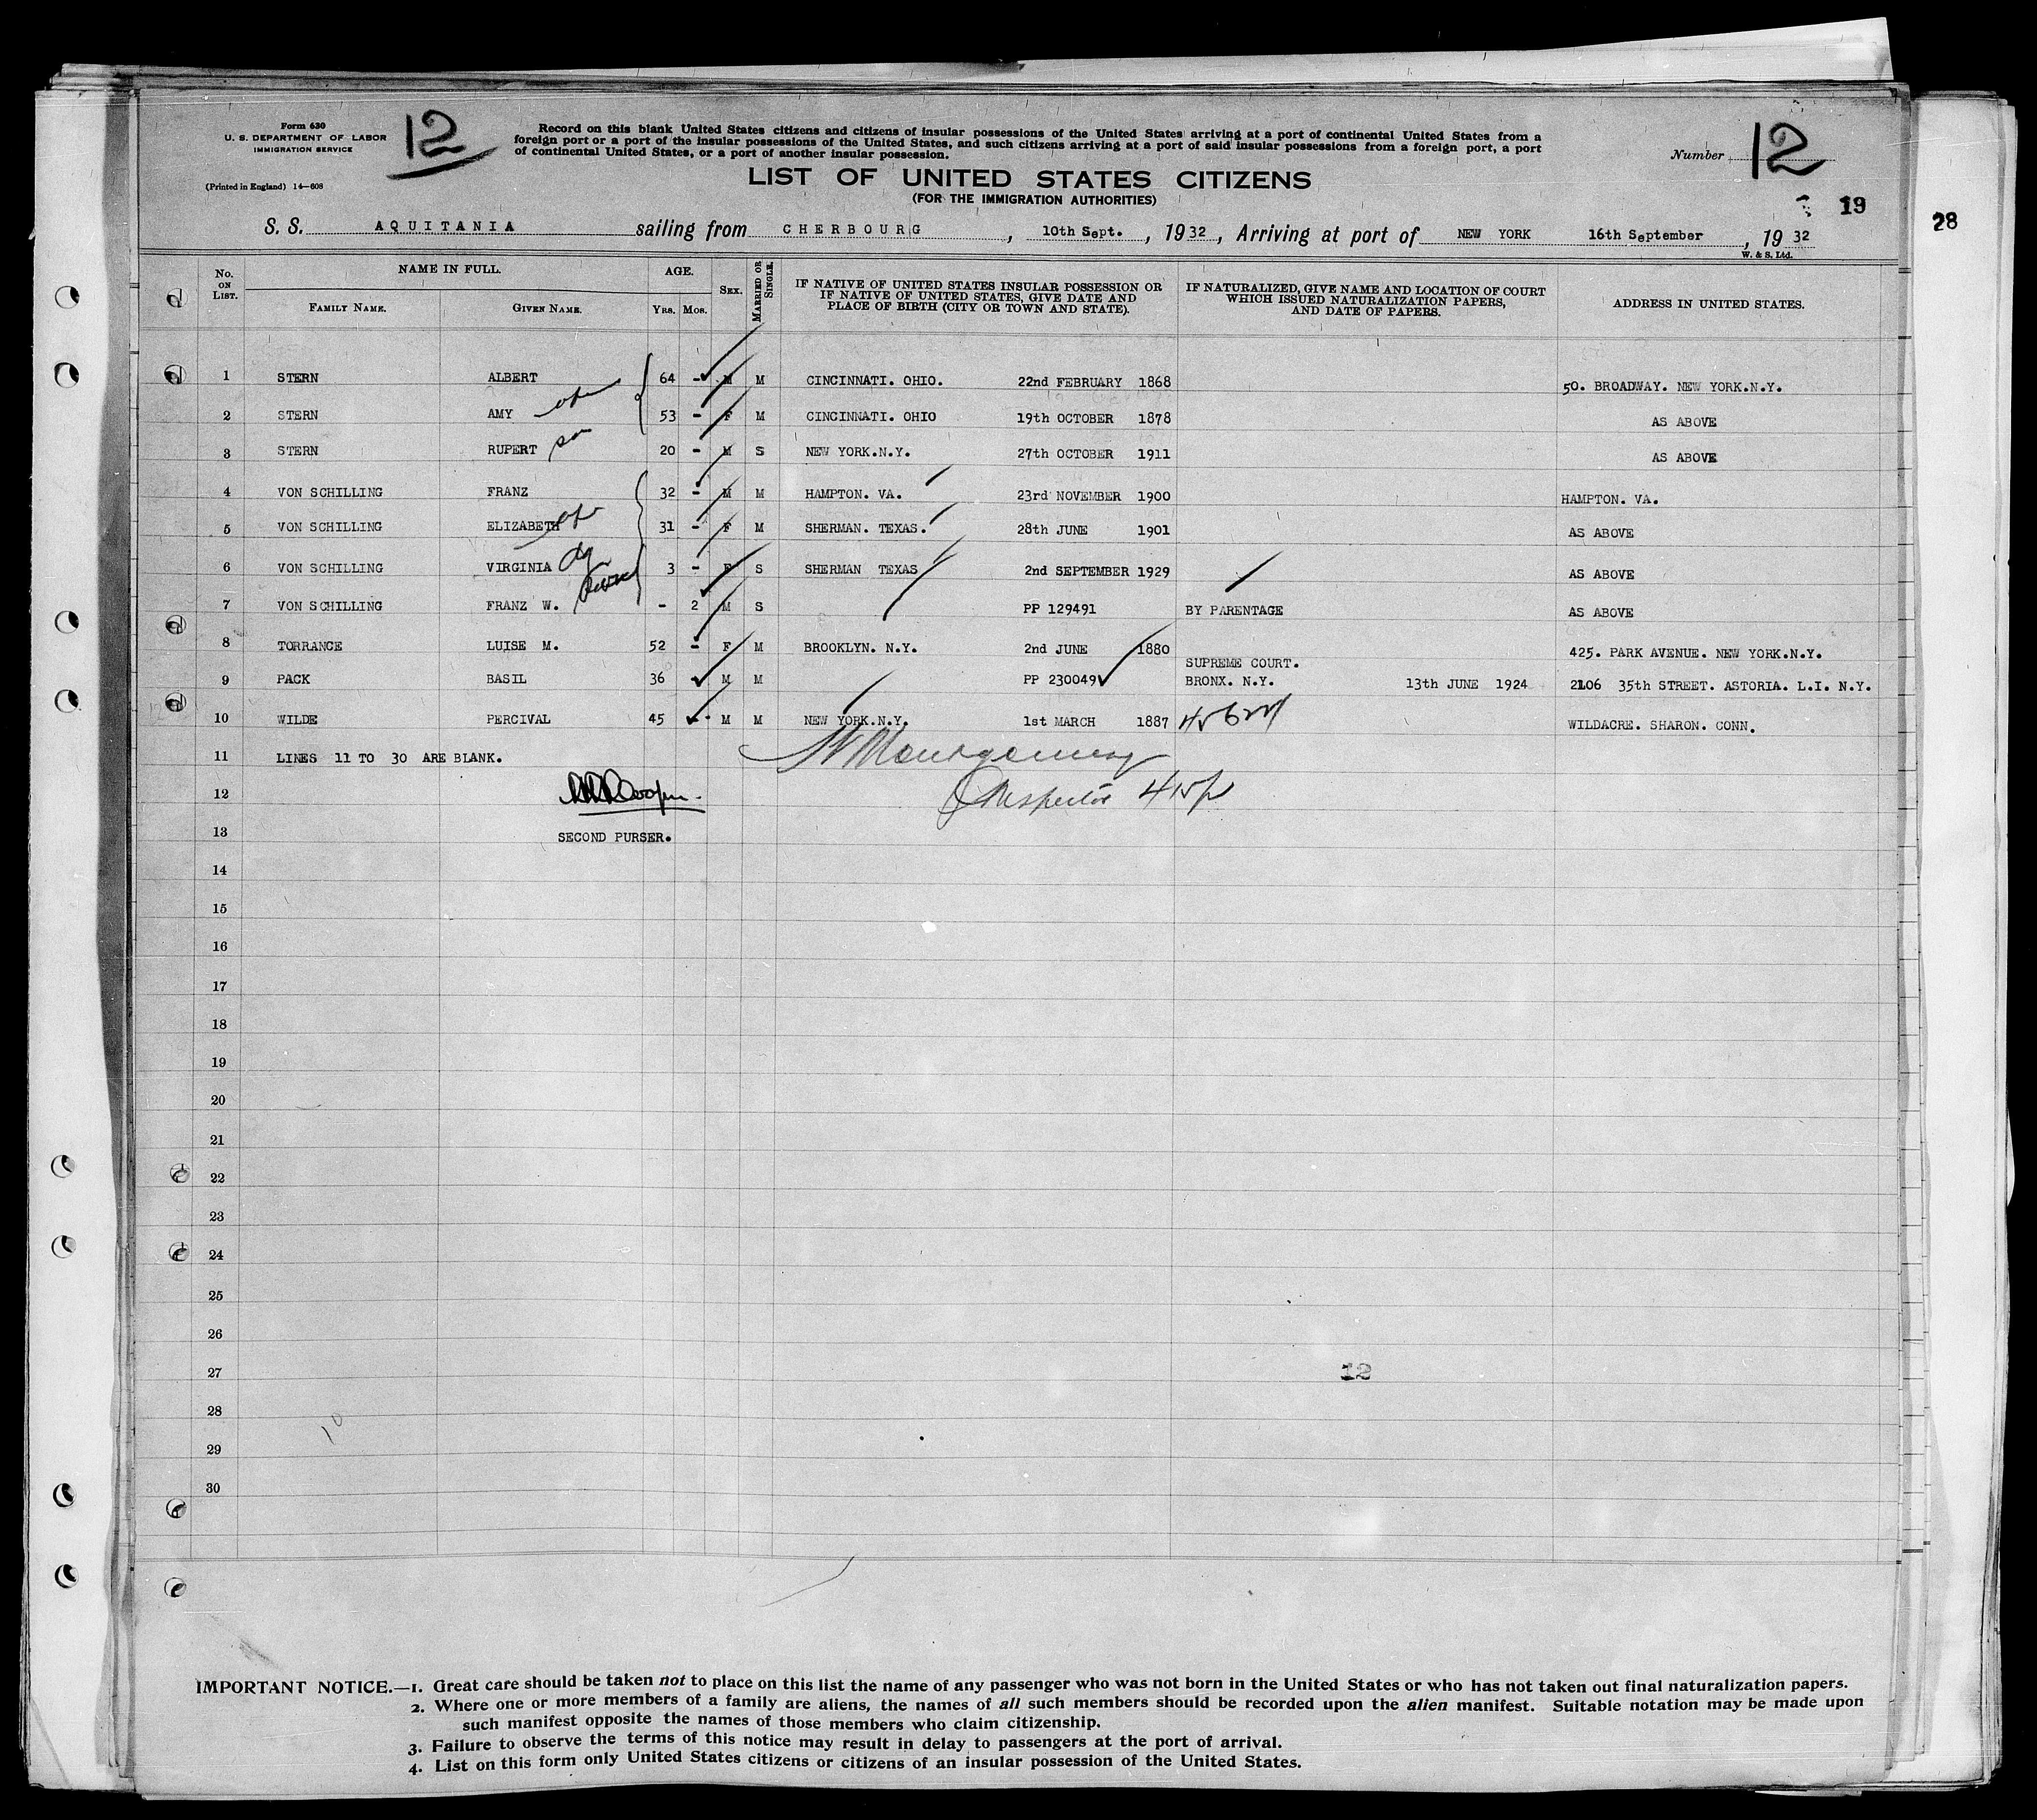 Form 630
U. S. DEPARTMENT OF LABOR
IMMIGRATION SERVICE
(Printed in England) 14—608
12
Record on this blank United States citizens and citizens of insular possessions of the United States arriving at a port of continental United States from a
foreign port or a port of the insular possessions of the United States, and such citizens arriving at a port of said insular possessions from a foreign port, a port
of continental United States, or a port of another insular possession.
Number 12
LIST OF UNITED STATES CITIZENS
(FOR THE IMMIGRATION AUTHORITIES)
19
28
S. S. AQUITANIA sailing from CHERBOURG, 10th Sept., 1932, Arriving at port of NEW YORK 16th September, 1932
W. & S. Ltd.
No. ON LIST. NAME IN FULL. FAMILY NAME. GIVEN NAME. AGE. YRS. MOS. SEX. MARRIED OR SINGLE. IF NATIVE OF UNITED STATES INSULAR POSSESSION OR IF NATIVE OF UNITED STATES, GIVE DATE AND PLACE OF BIRTH (CITY OR TOWN AND STATE). IF NATURALIZED, GIVE NAME AND LOCATION OF COURT WHICH ISSUED NATURALIZATION PAPERS, AND DATE OF PAPERS. ADDRESS IN UNITED STATES.
1 STERN ALBERT 64 - M M CINCINNATI. OHIO. 22nd FEBRUARY 1868 50. BROADWAY. NEW YORK.N.Y.
2 STERN AMY 53 - F M CINCINNATI. OHIO 19th OCTOBER 1878 AS ABOVE
3 STERN RUPERT son 20 - M S NEW YORK.N.Y. 27th OCTOBER 1911 AS ABOVE
4 VON SCHILLING FRANZ 32 - M M HAMPTON. VA. 23rd NOVEMBER 1900 HAMPTON. VA.
5 VON SCHILLING ELIZABETH 31 - F M SHERMAN. TEXAS. 28th JUNE 1901 AS ABOVE
6 VON SCHILLING VIRGINIA 3 - F S SHERMAN TEXAS 2nd SEPTEMBER 1929 AS ABOVE
7 VON SCHILLING FRANZ W. - 2 M S PP 129491 BY PARENTAGE AS ABOVE
8 TORRANCE LUISE M. 52 - F M BROOKLYN. N.Y. 2nd JUNE 1880 425. PARK AVENUE. NEW YORK.N.Y.
SUPREME COURT.
9 PACK BASIL 36 - M M PP 230049 BRONX. N.Y. 13th JUNE 1924 2106 35th STREET. ASTORIA. L.I. N.Y.
10 WILDE PERCIVAL 45 - M M NEW YORK.N.Y. 1st MARCH 1887 WILDACRE. SHARON. CONN.
11 LINES 11 TO 30 ARE BLANK. Montgomery
12 Inspector
13 SECOND PURSER.
14
15
16
17
18
19
20
21
22
23
24
25
26
27 12
28 10
29
30
IMPORTANT NOTICE.—1. Great care should be taken not to place on this list the name of any passenger who was not born in the United States or who has not taken out final naturalization papers.
2. Where one or more members of a family are aliens, the names of all such members should be recorded upon the alien manifest. Suitable notation may be made upon
such manifest opposite the names of those members who claim citizenship.
3. Failure to observe the terms of this notice may result in delay to passengers at the port of arrival.
4. List on this form only United States citizens or citizens of an insular possession of the United States.